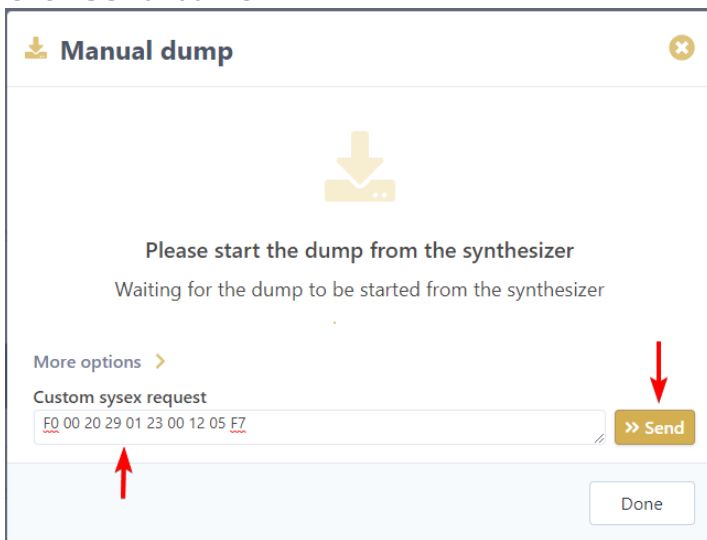 Manual dump
Please start the dump from the synthesizer
Waiting for the dump to be started from the synthesizer
More options
Custom sysex request
F0 00 20 29 01 23 00 12 05 F7
Send
Done